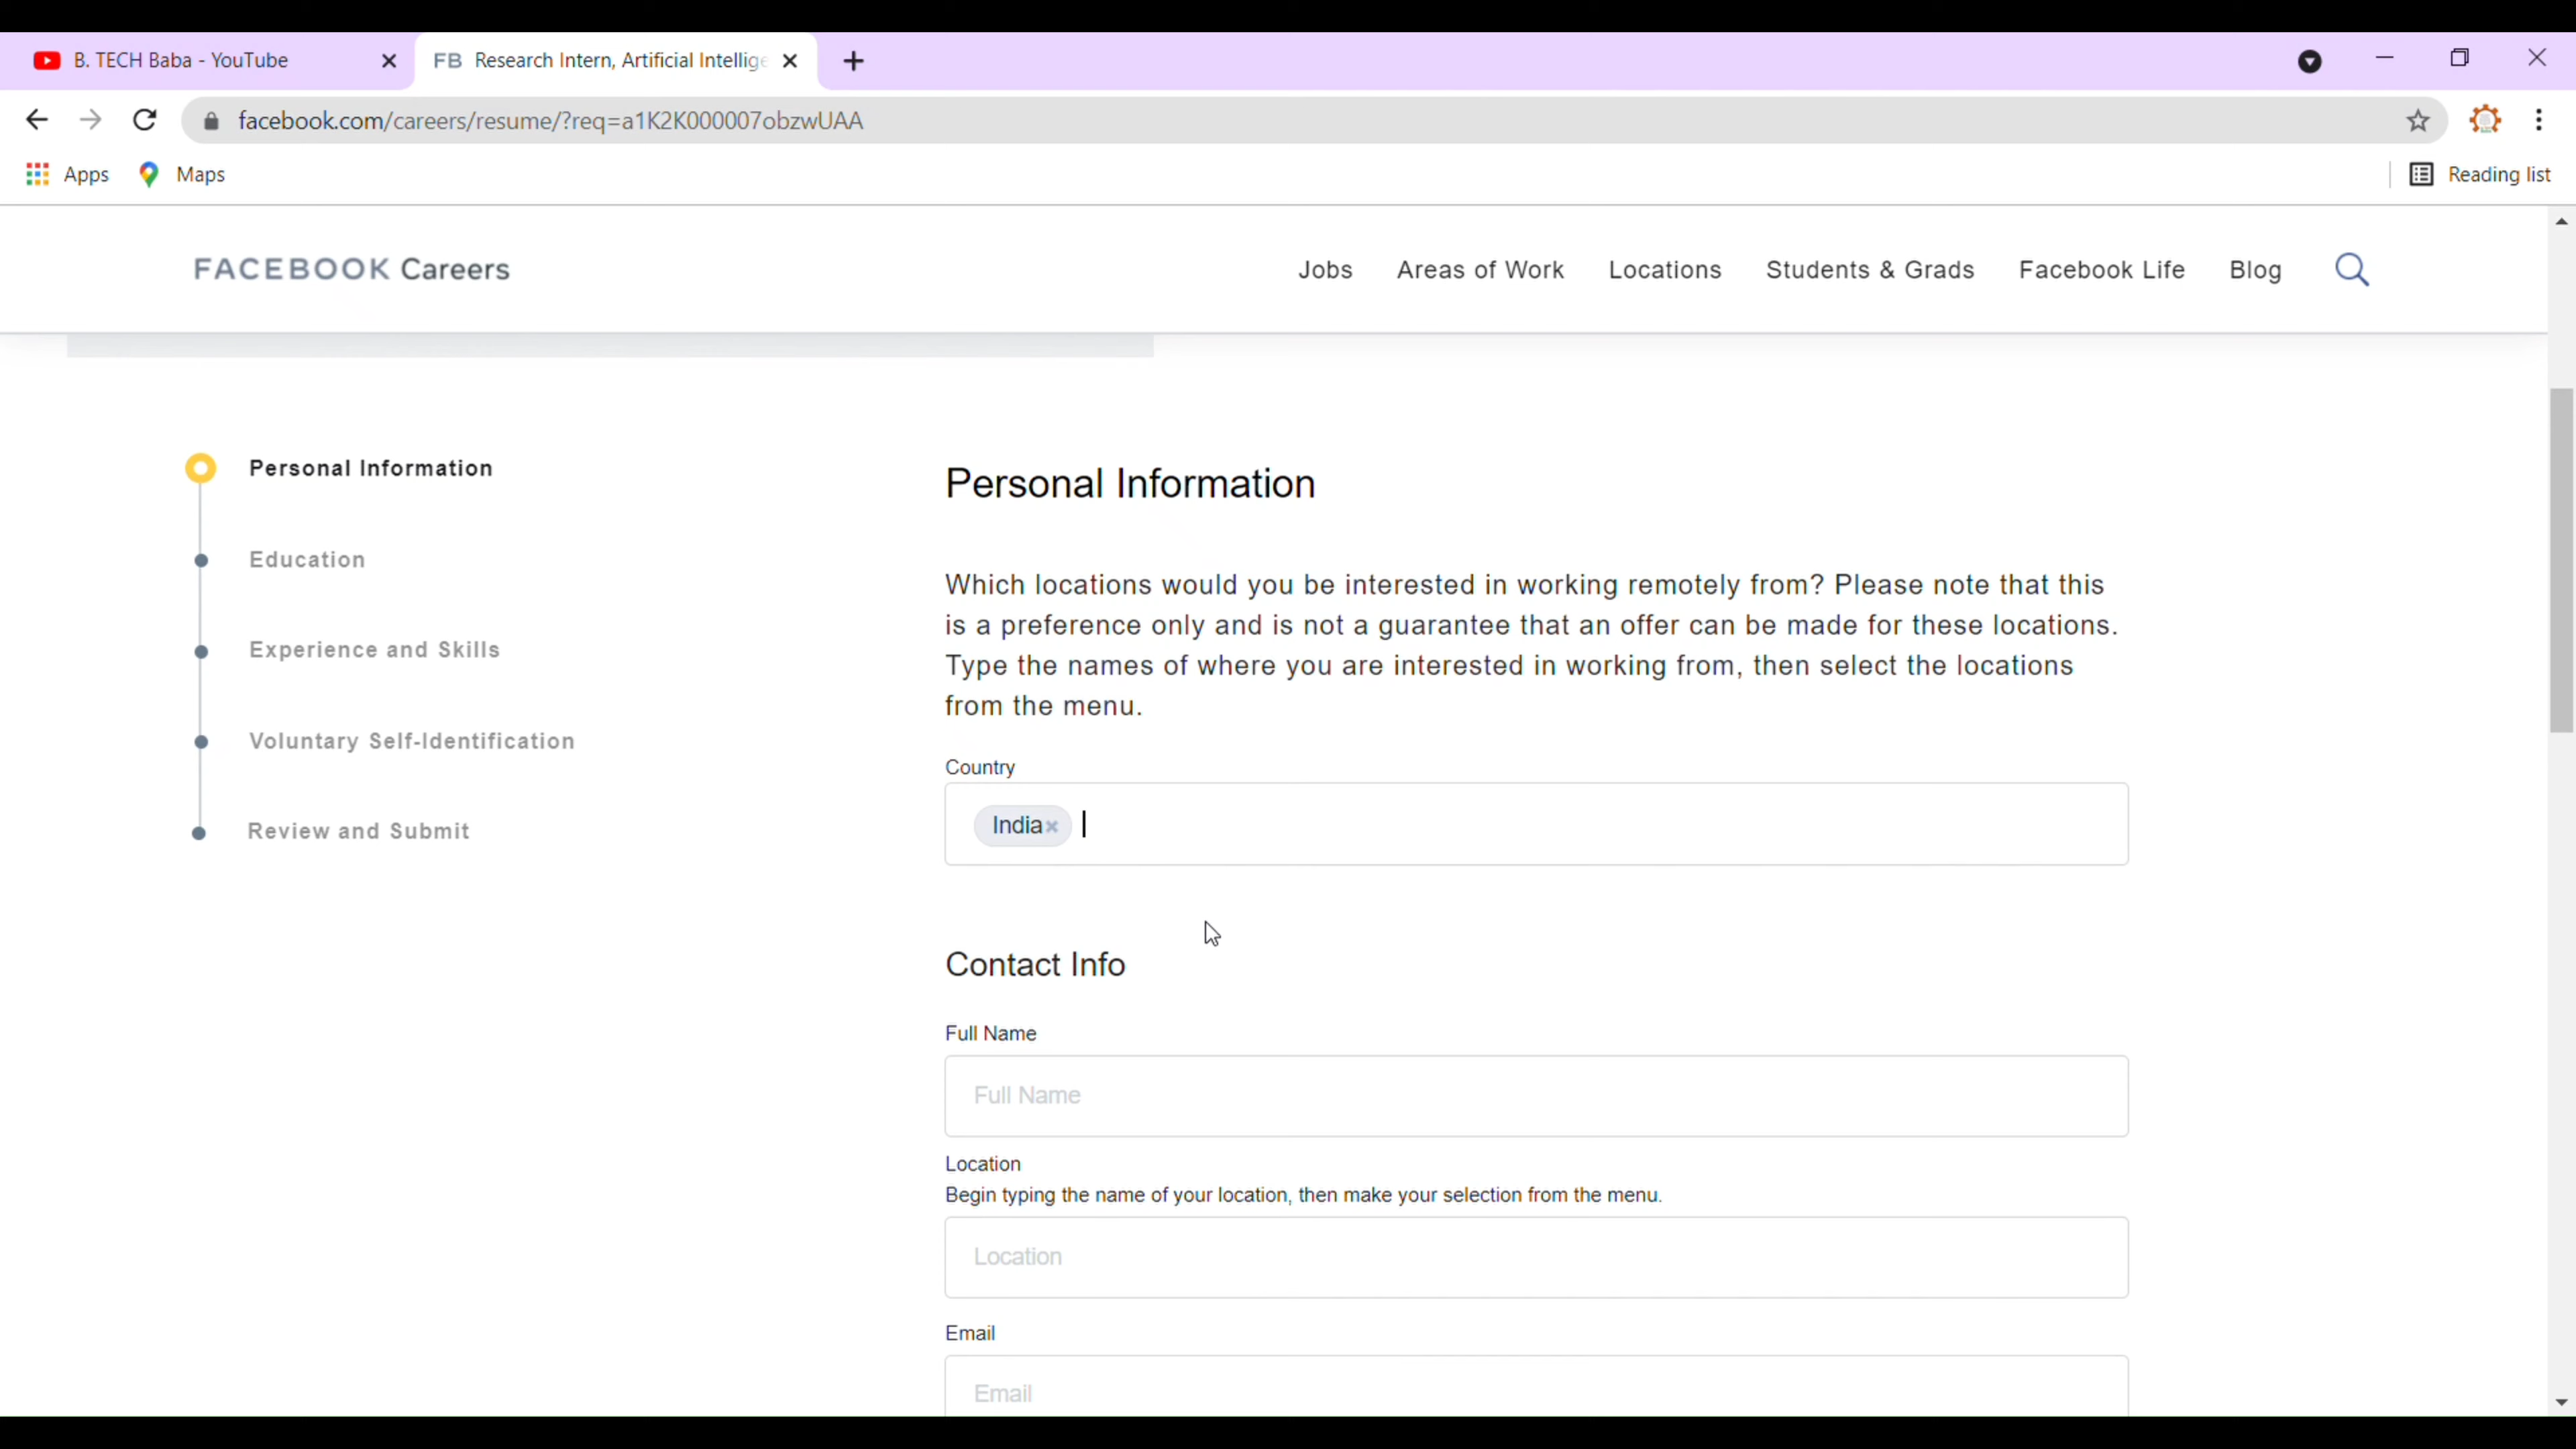 B. TECH Baba - YouTube
FB Research Intern, Artificial Intellige
facebook.com/careers/resume/?req=a1K2K000007obzwUAA
Apps Maps Reading list
FACEBOOK Careers Jobs Areas of Work Locations Students & Grads Facebook Life Blog
Personal Information
Education
Experience and Skills
Voluntary Self-Identification
Review and Submit
Personal Information
Which locations would you be interested in working remotely from? Please note that this
is a preference only and is not a guarantee that an offer can be made for these locations.
Type the names of where you are interested in working from, then select the locations
from the menu.
Country
India
Contact Info
Full Name
Full Name
Location
Begin typing the name of your location, then make your selection from the menu.
Location
Email
Email